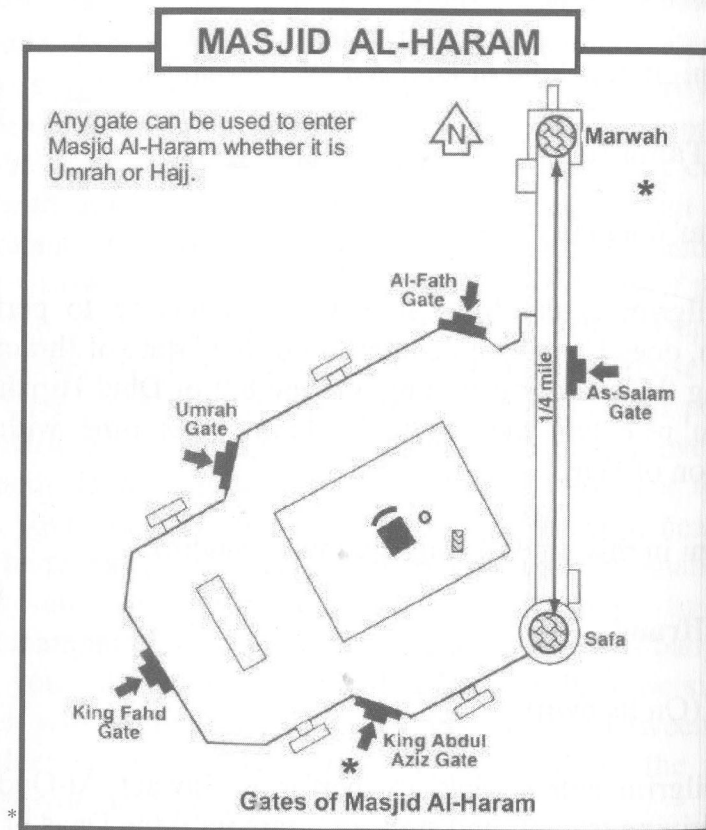 MASJID AL-HARAM
Any gate can be used to enter
Masjid Al-Haram whether it is
Umrah or Hajj.
N
Marwah
*
Al-Fath
Gate
1/4 mile
As-Salam
Gate
Umrah
Gate
Safa
King Fahd
Gate
King Abdul
Aziz Gate
*
Gates of Masjid Al-Haram
*